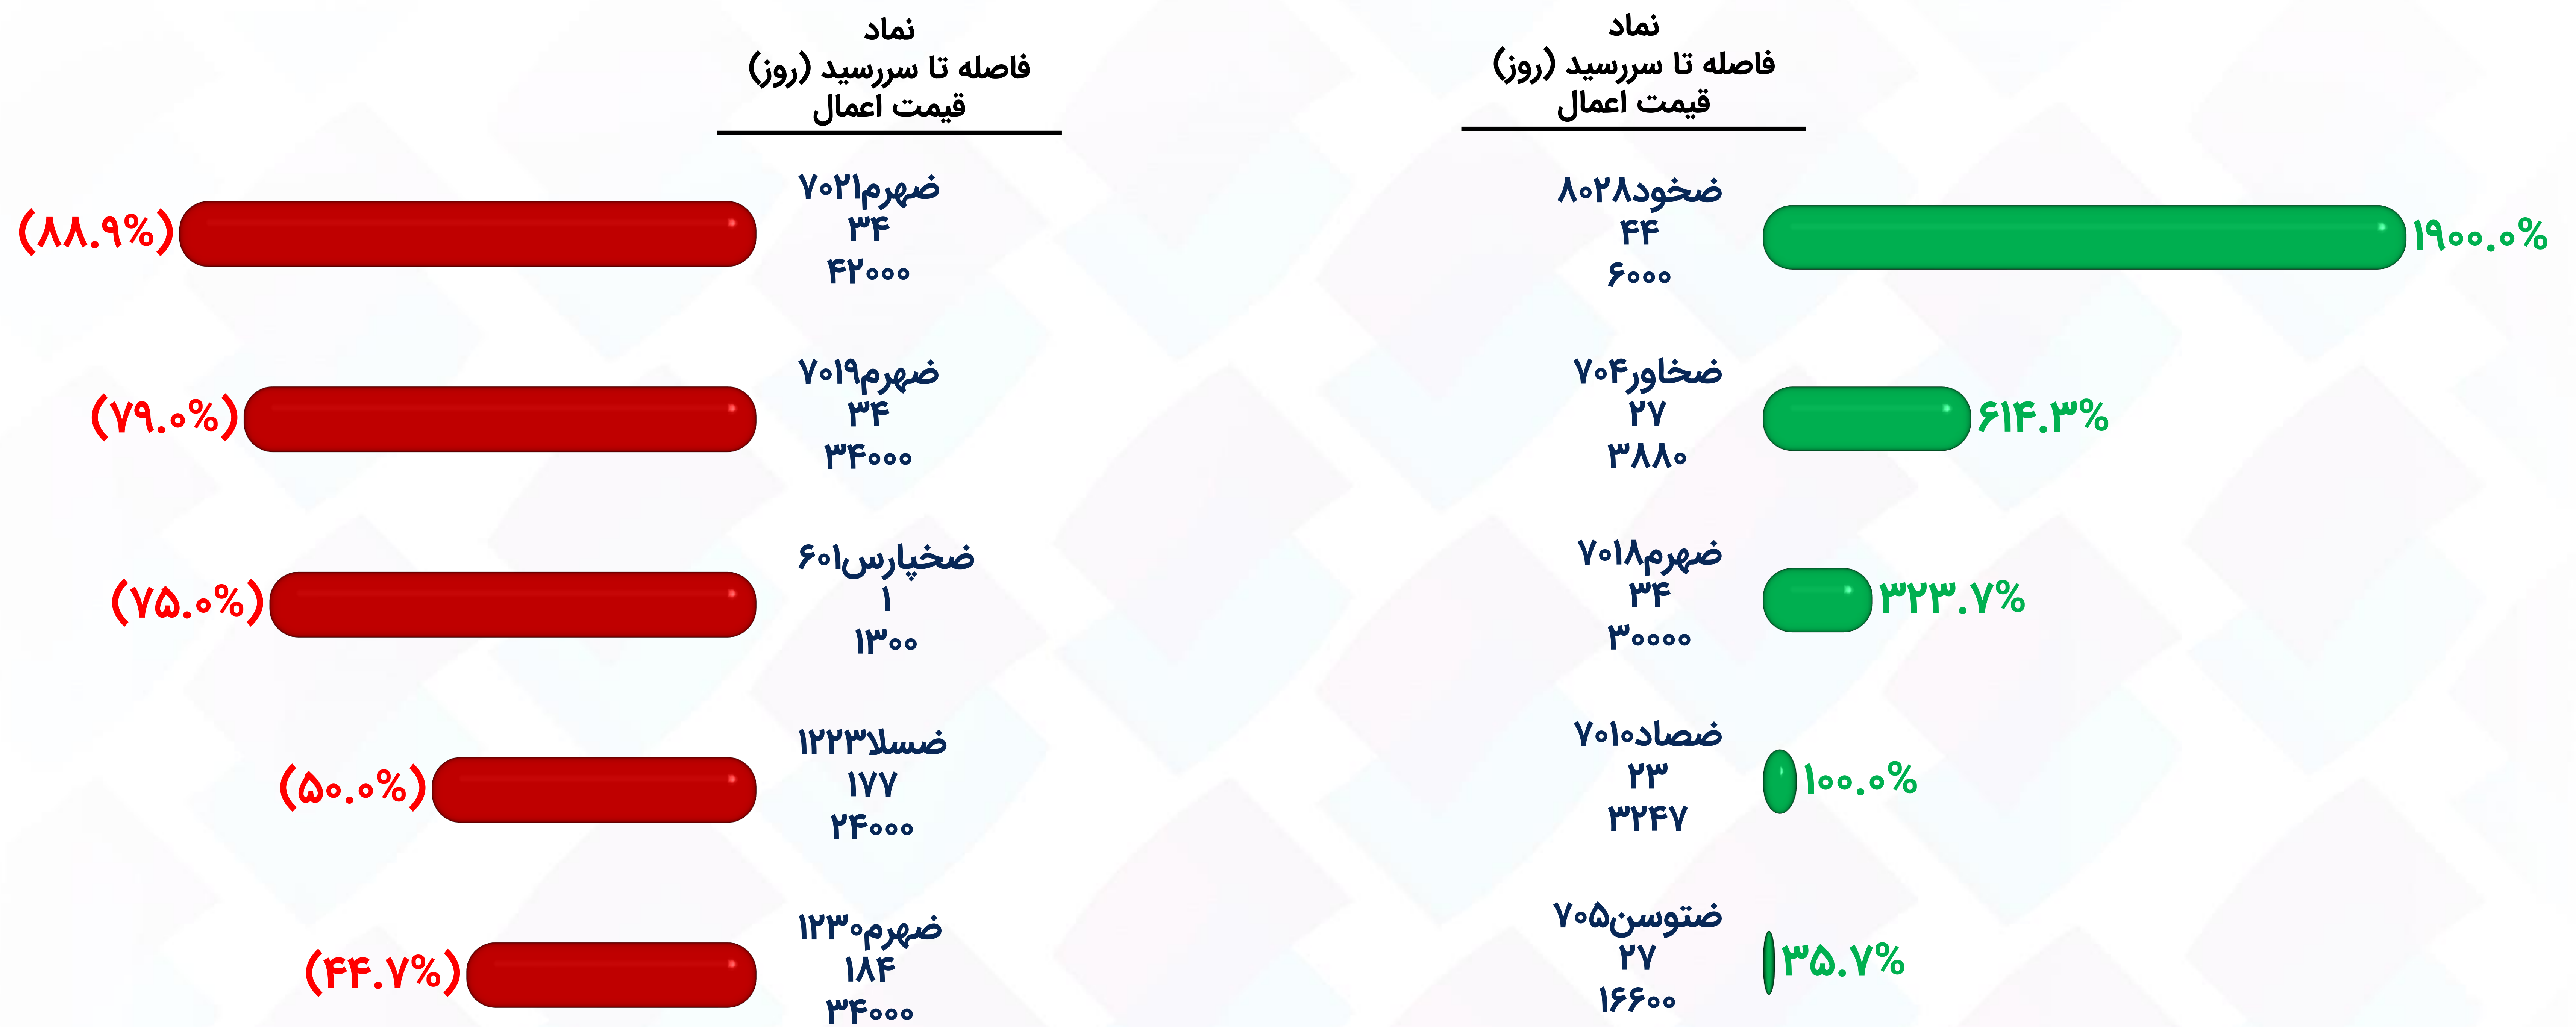 نماد
فاصله تا سررسید (روز)
قیمت اعمال
ضخود۸۰۲۸
۴۴
۶۰۰۰
۱۹۰۰.۰%
ضخاور۷۰۴
۲۷
۳۸۸۰
۶۱۴.۳%
ضهرم۷۰۱۸
۳۴
۳۰۰۰۰
۳۲۳.۷%
ضصاد۷۰۱۰
۲۳
۳۲۴۷
۱۰۰.۰%
ضتوسن۷۰۵
۲۷
۱۶۶۰۰
۳۵.۷%
نماد
فاصله تا سررسید (روز)
قیمت اعمال
ضهرم۷۰۲۱
۳۴
۴۲۰۰۰
(۸۸.۹%)
ضهرم۷۰۱۹
۳۴
۳۴۰۰۰
(۷۹.۰%)
ضخپارس۶۰۱
۱
۱۳۰۰
(۷۵.۰%)
ضسلا۱۲۲۳
۱۷۷
۲۴۰۰۰
(۵۰.۰%)
ضهرم۱۲۳۰
۱۸۴
۳۴۰۰۰
(۴۴.۷%)